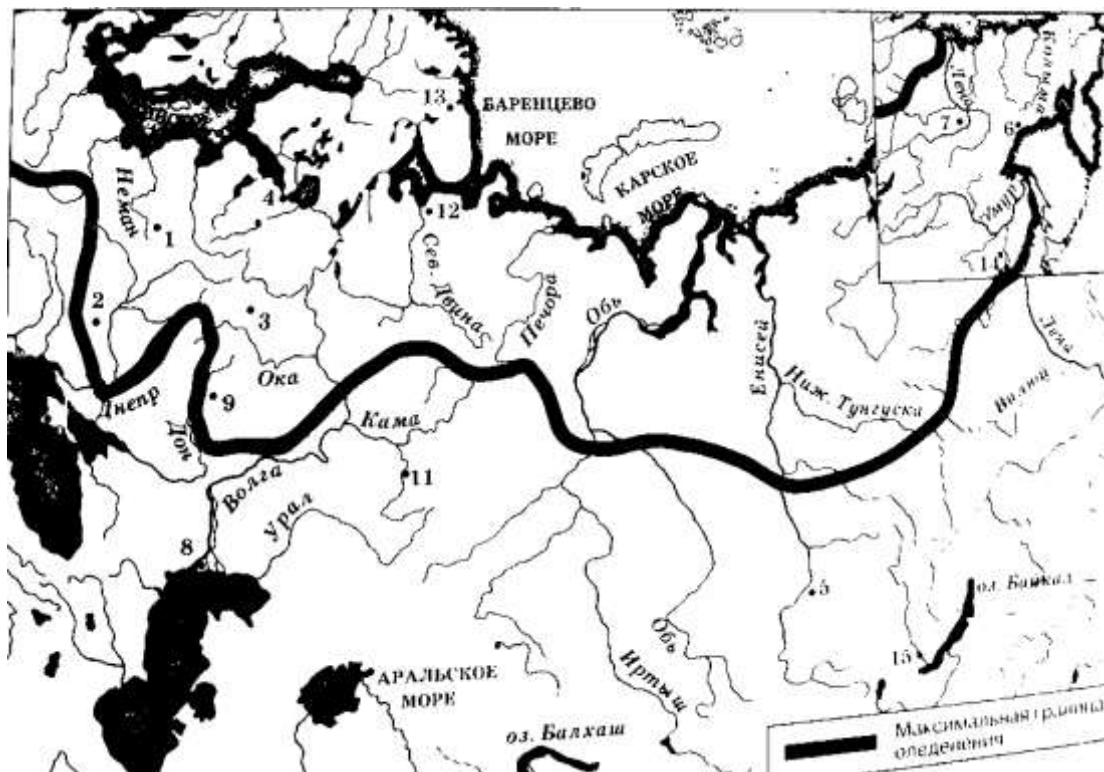 13
БАРЕНЦЕВО
МОРЕ
Лена
Колыма
7
6
КАРСКОЕ
МОРЕ
Неман
4
1
12
Сев. Двина
Печора
Обь
14
2
3
Енисей
Ниж. Тунгуска
Лена
Ока
Днепр
9
Дон
Кама
Волга
Урал
11
8
5
оз. Байкал
Обь
Иртыш
15
АРАЛЬСКОЕ
МОРЕ
оз. Балхаш
Максимальная граница
оледенения